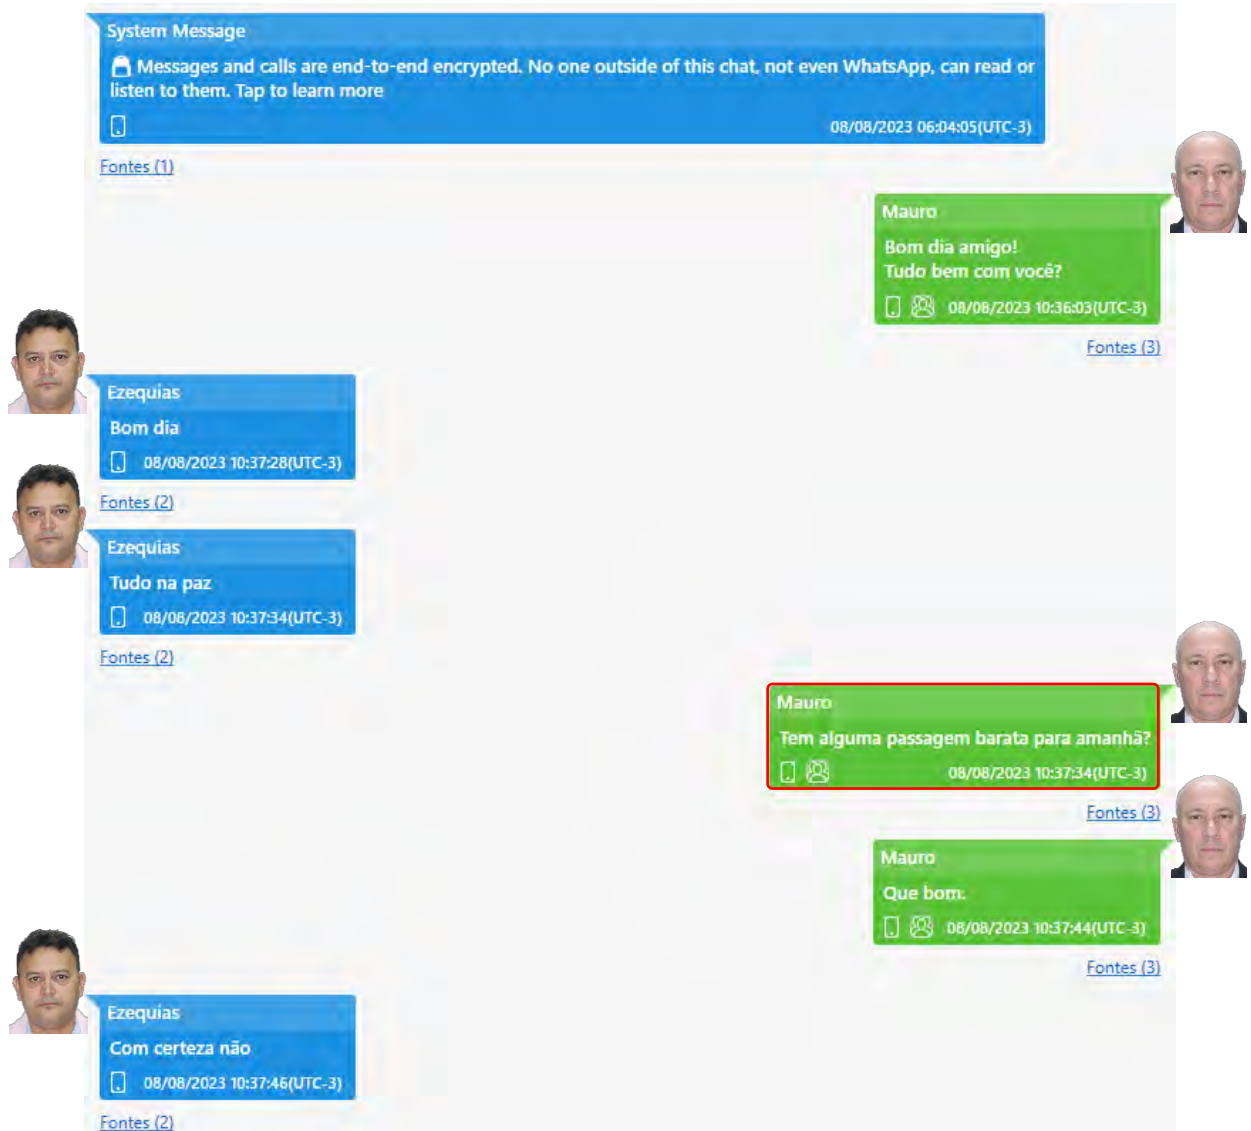 System Message
Messages and calls are end-to-end encrypted. No one outside of this chat, not even WhatsApp, can read or
listen to them. Tap to learn more
08/08/2023 06:04:05(UTC-3)
Fontes (1)
Mauro
Bom dia amigo!
Tudo bem com você?
08/08/2023 10:36:03(UTC-3)
Fontes (3)
Ezequias
Bom dia
08/08/2023 10:37:28(UTC-3)
Fontes (2)
Ezequias
Tudo na paz
08/08/2023 10:37:34(UTC-3)
Fontes (2)
Mauro
Tem alguma passagem barata para amanhã?
08/08/2023 10:37:34(UTC-3)
Fontes (3)
Mauro
Que bom.
08/08/2023 10:37:44(UTC-3)
Fontes (3)
Ezequias
Com certeza não
08/08/2023 10:37:46(UTC-3)
Fontes (2)